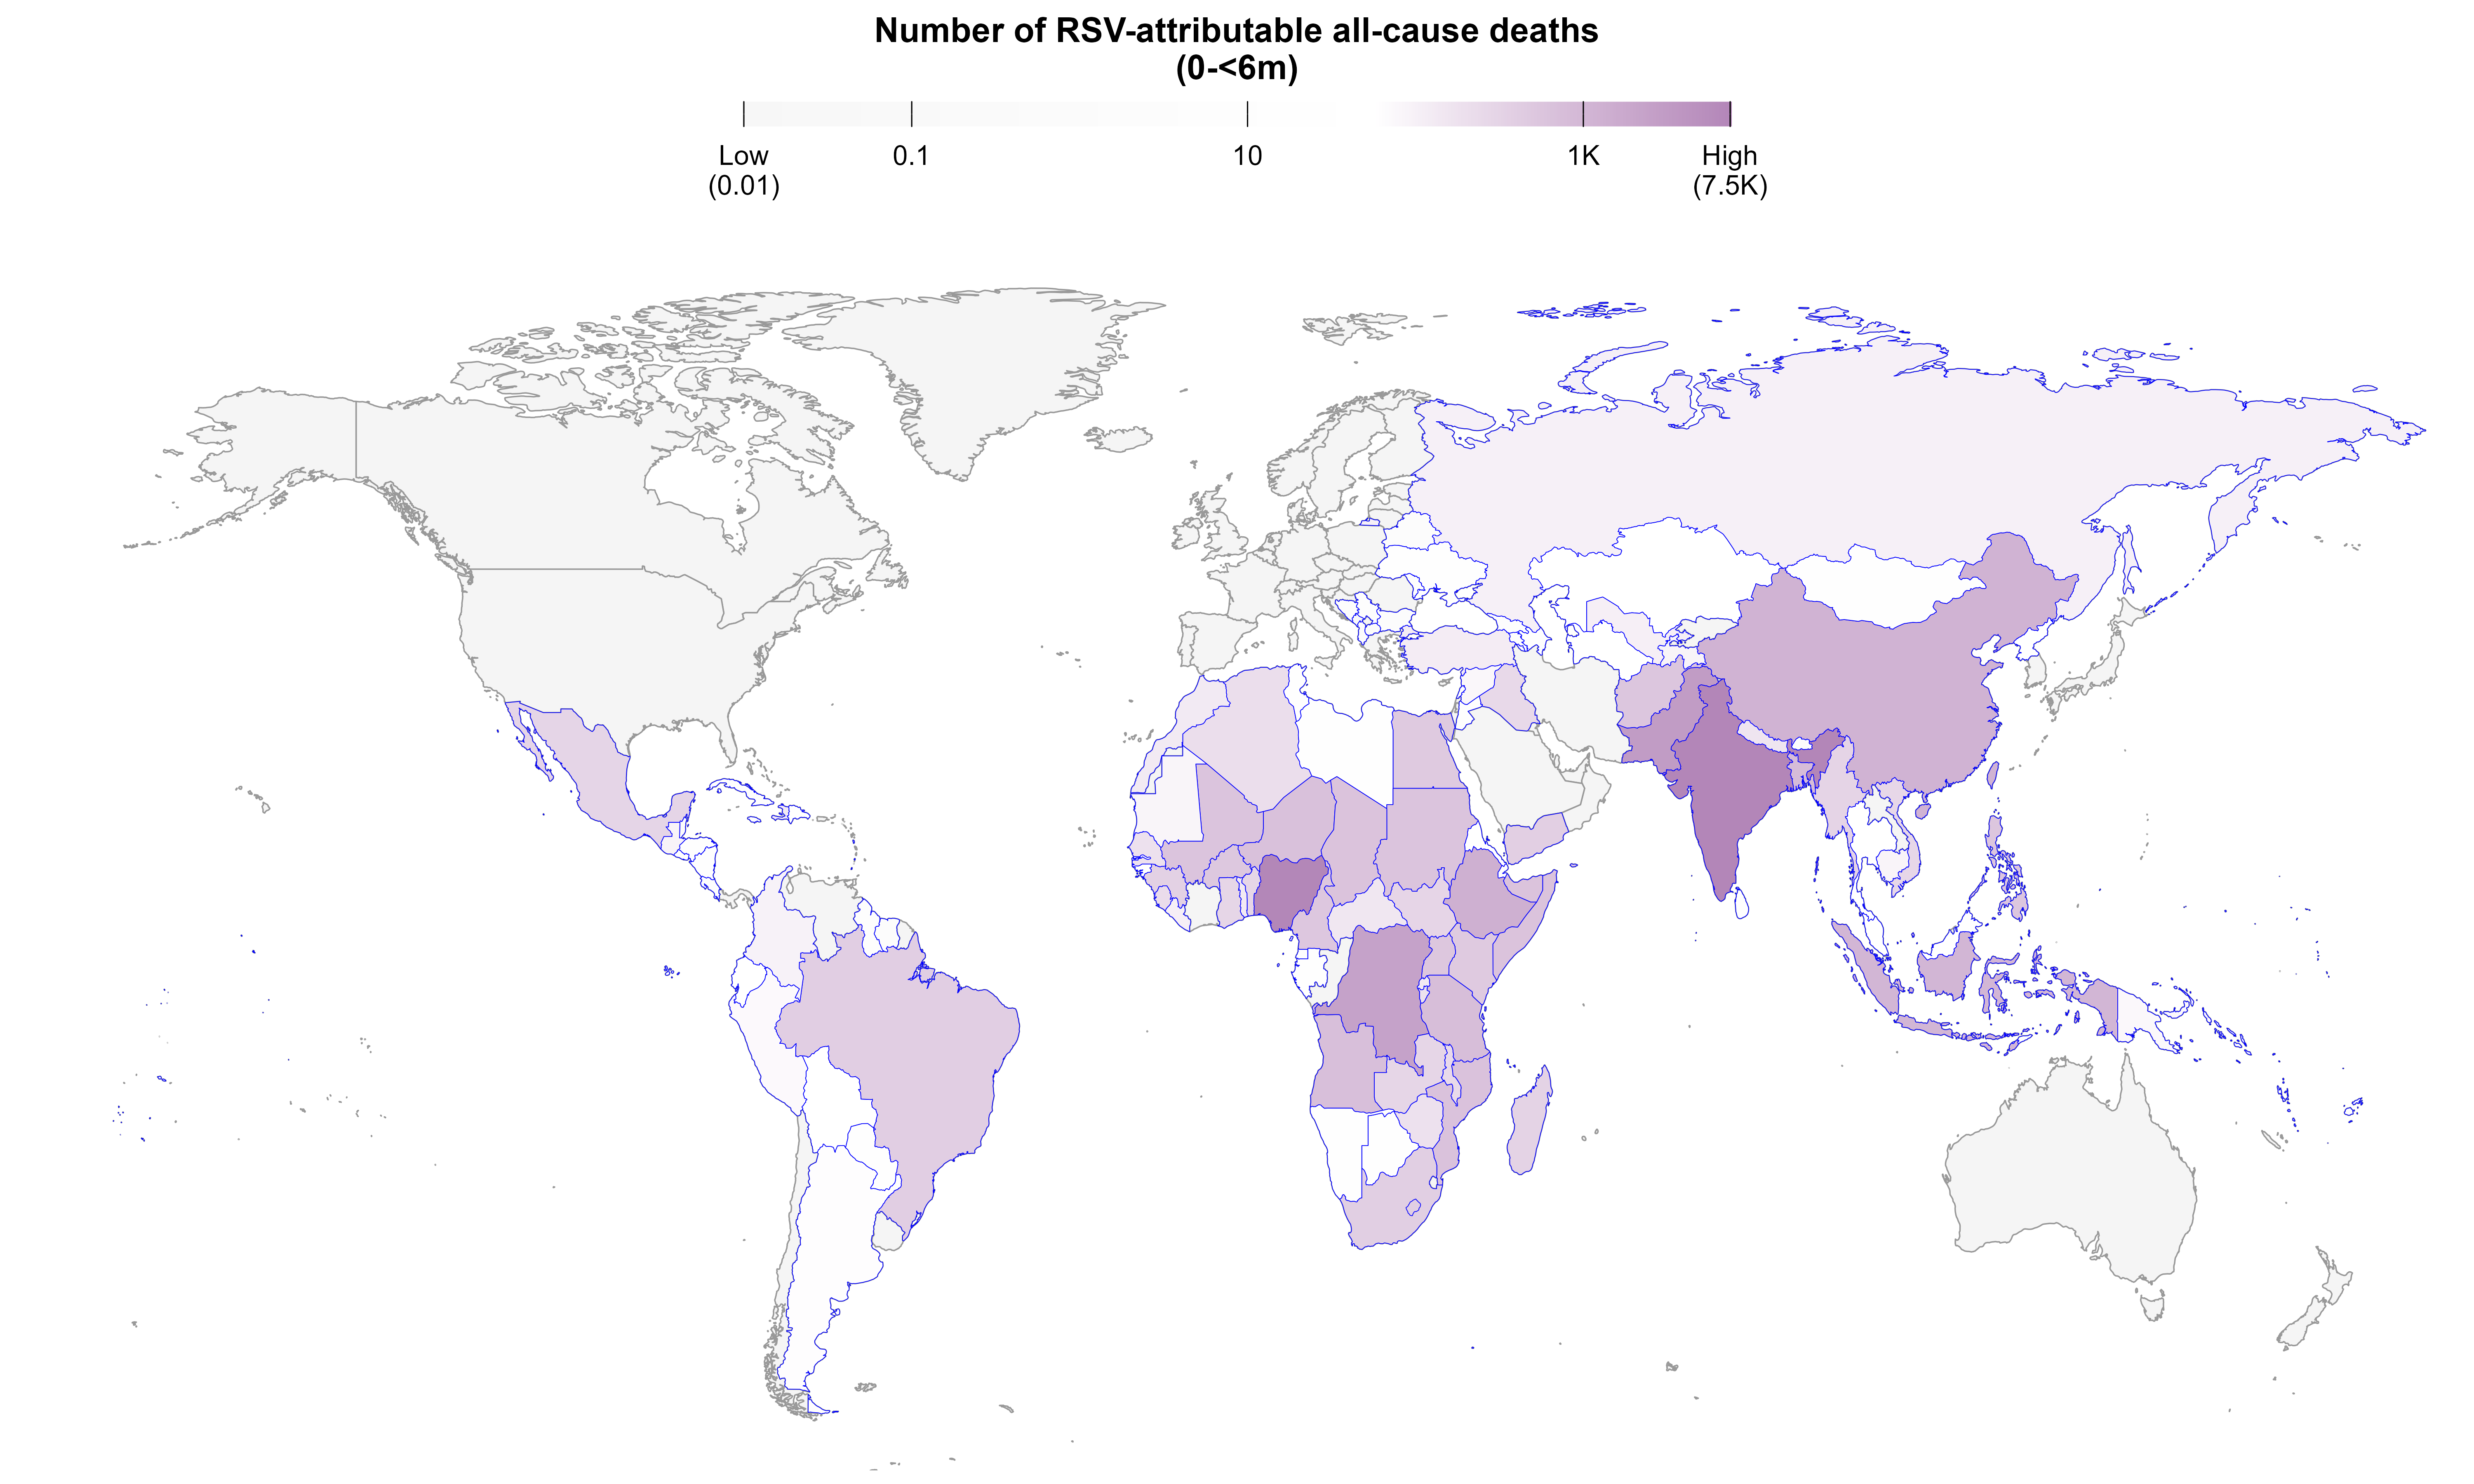 Number of RSV-attributable all-cause deaths
(0-<6m)
Low
(0.01)
0.1
10
1K
High
(7.5K)